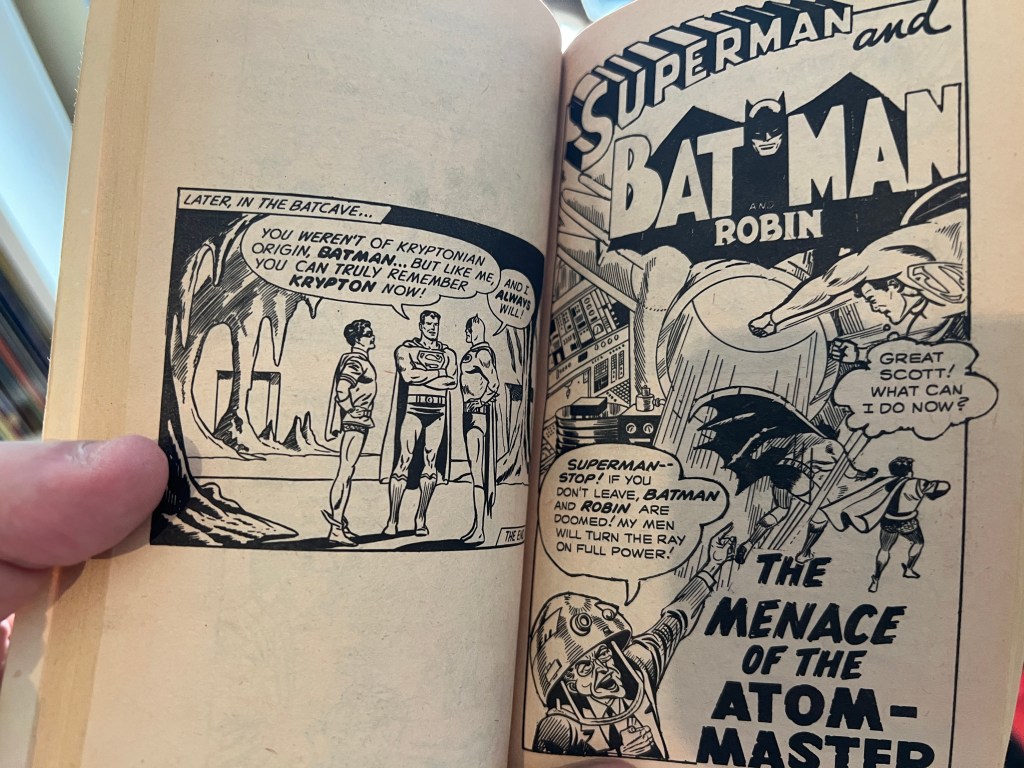 LATER, IN THE BATCAVE...
YOU WEREN'T OF KRYPTONIAN
ORIGIN, BATMAN... BUT LIKE ME,
YOU CAN TRULY REMEMBER
KRYPTON NOW!
AND I
ALWAYS
WILL!
THE END
SUPERMAN and
BATMAN
AND
ROBIN
GREAT
SCOTT!
WHAT CAN
I DO NOW?
SUPERMAN--
STOP! IF YOU
DON'T LEAVE, BATMAN
AND ROBIN ARE
DOOMED! MY MEN
WILL TURN THE RAY
ON FULL POWER!
THE
MENACE
OF THE
ATOM-
MASTER